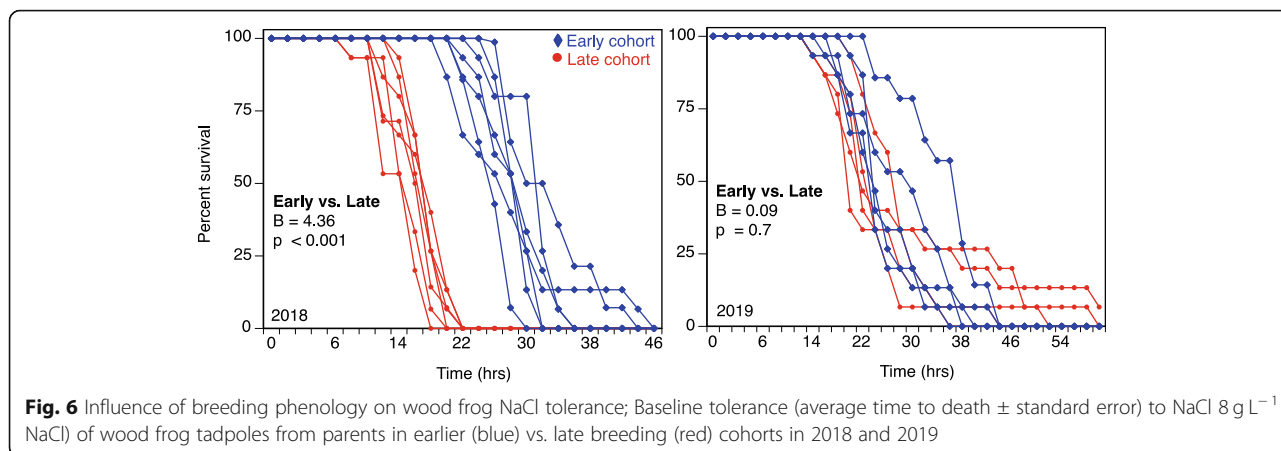 100
75
50
25
0
Percent survival
Early cohort
Late cohort
Early vs. Late
B = 4.36
p < 0.001
2018
0 6 14 22 30 38 46
Time (hrs)
100
75
50
25
0
Early vs. Late
B = 0.09
p = 0.7
2019
0 6 14 22 30 38 46 54
Time (hrs)
Fig. 6 Influence of breeding phenology on wood frog NaCl tolerance; Baseline tolerance (average time to death ± standard error) to NaCl 8 g L⁻¹
NaCl) of wood frog tadpoles from parents in earlier (blue) vs. late breeding (red) cohorts in 2018 and 2019